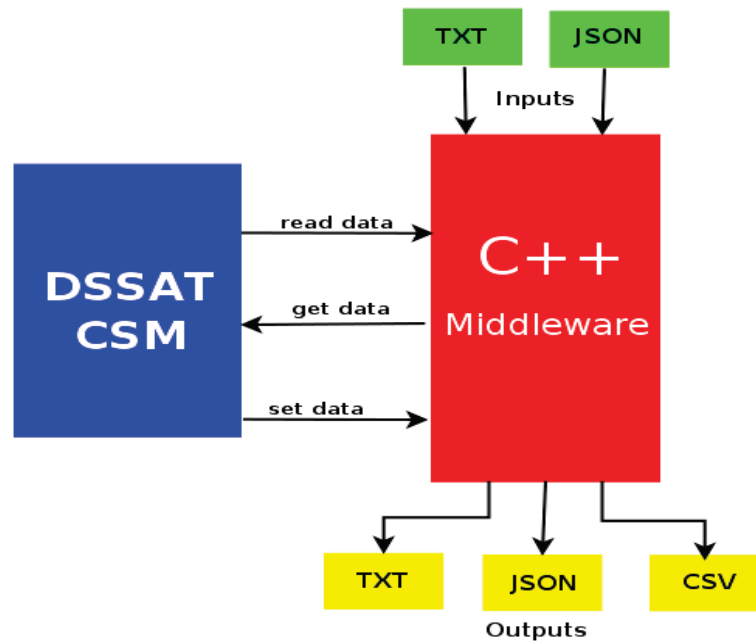 TXT
JSON
Inputs
read data
C++
DSSAT
CSM
get data
Middleware
set data
TXT
JSON
CSV
Outputs